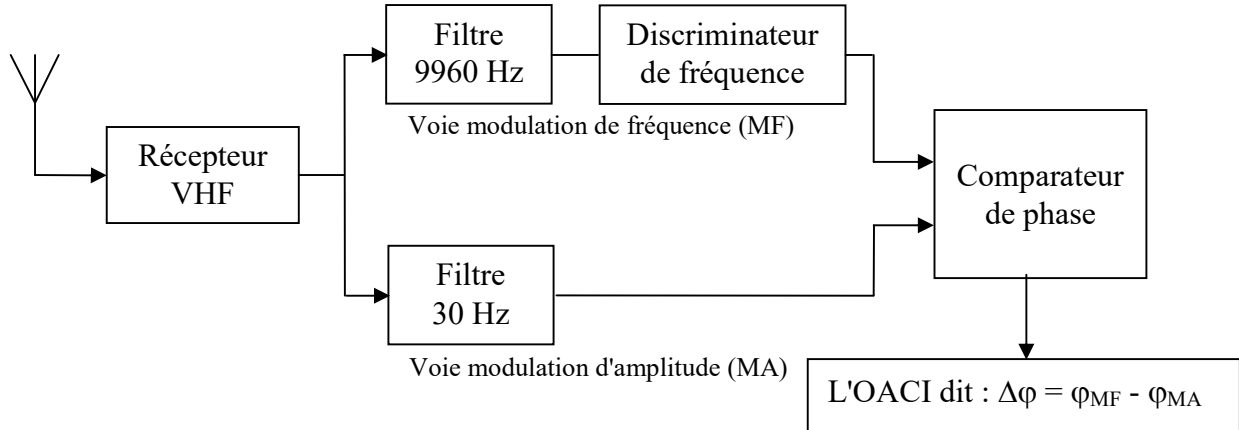 Filtre
9960 Hz
Discriminateur
de fréquence
Voie modulation de fréquence (MF)
Récepteur
VHF
Comparateur
de phase
Filtre
30 Hz
Voie modulation d'amplitude (MA)
L'OACI dit : Δφ = φMF - φMA